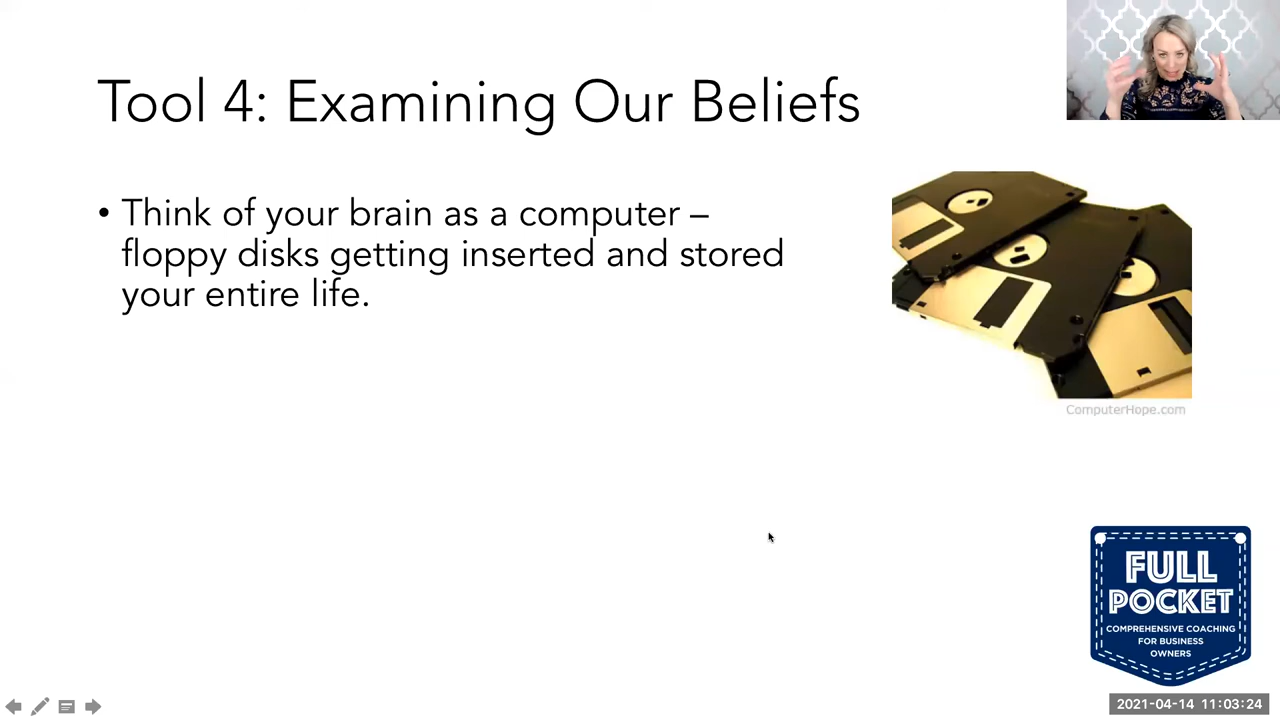 Tool 4: Examining Our Beliefs
• Think of your brain as a computer –
floppy disks getting inserted and stored
your entire life.
ComputerHope.com
FULL
POCKET
COMPREHENSIVE COACHING
FOR BUSINESS
OWNERS
2021-04-14 11:03:24